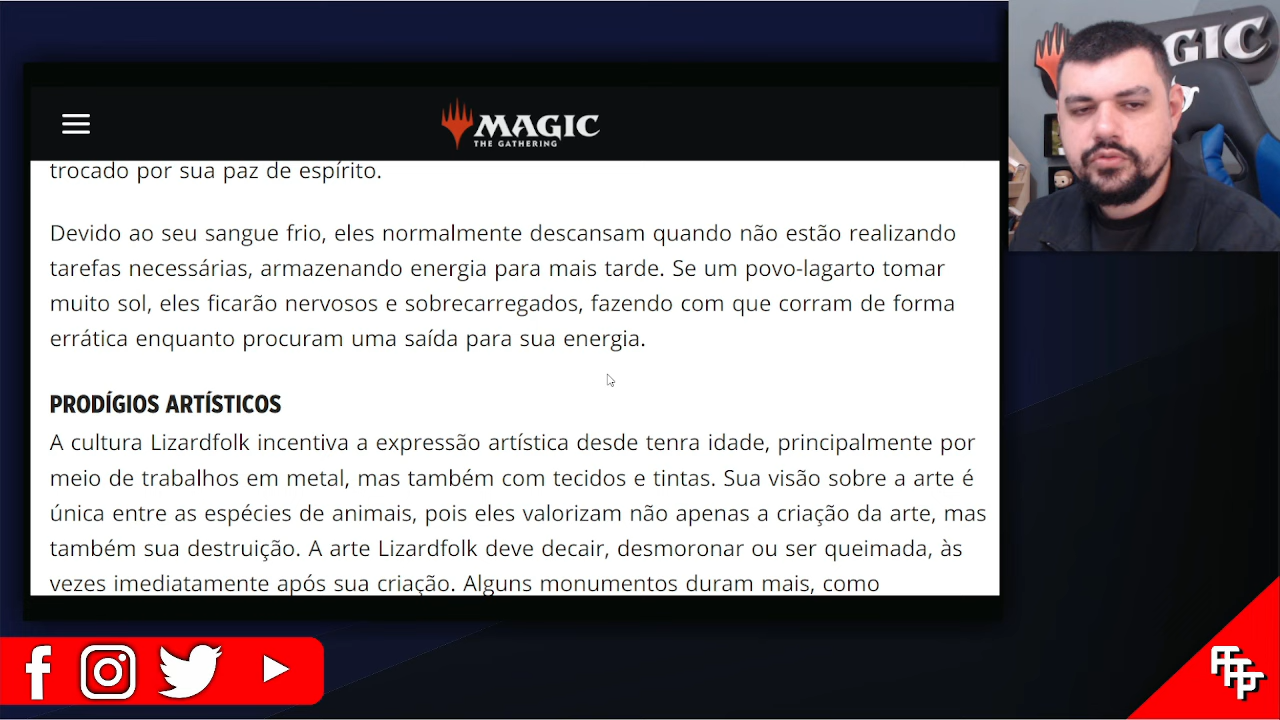 MAGIC
THE GATHERING
GIC
trocado por sua paz de espírito.
Devido ao seu sangue frio, eles normalmente descansam quando não estão realizando
tarefas necessárias, armazenando energia para mais tarde. Se um povo-lagarto tomar
muito sol, eles ficarão nervosos e sobrecarregados, fazendo com que corram de forma
errática enquanto procuram uma saída para sua energia.
PRODÍGIOS ARTÍSTICOS
A cultura Lizardfolk incentiva a expressão artística desde tenra idade, principalmente por
meio de trabalhos em metal, mas também com tecidos e tintas. Sua visão sobre a arte é
única entre as espécies de animais, pois eles valorizam não apenas a criação da arte, mas
também sua destruição. A arte Lizardfolk deve decair, desmoronar ou ser queimada, às
vezes imediatamente após sua criação. Alguns monumentos duram mais, como